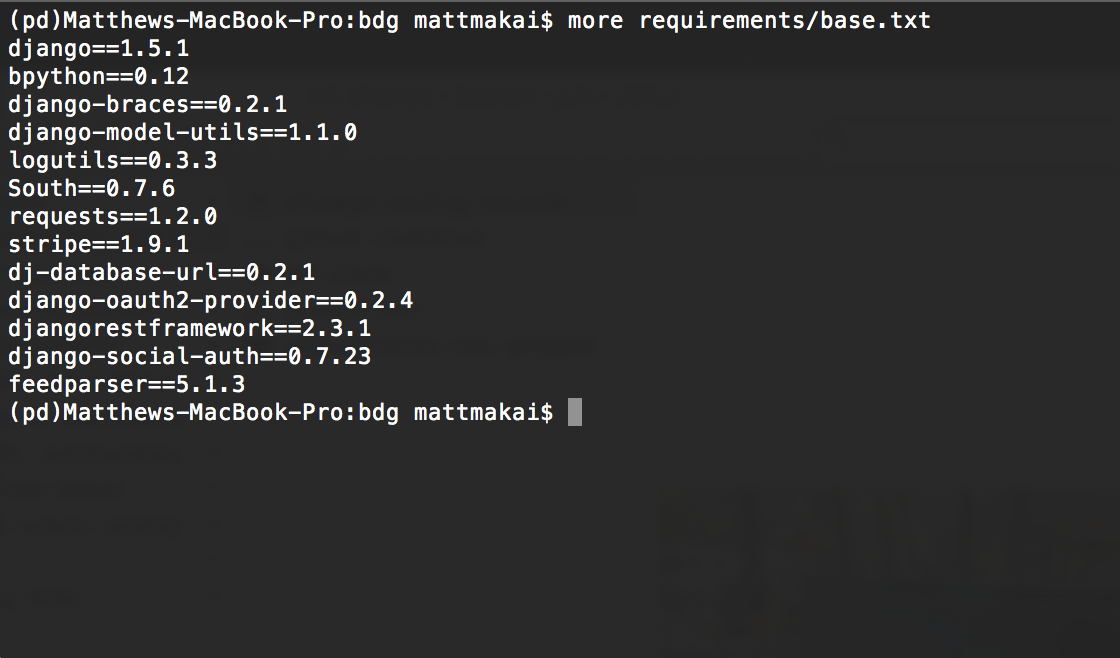 (pd)Matthews-MacBook-Pro:bdg mattmakai$ more requirements/base.txt
django==1.5.1
bpython==0.12
django-braces==0.2.1
django-model-utils==1.1.0
logutils==0.3.3
South==0.7.6
requests==1.2.0
stripe==1.9.1
dj-database-url==0.2.1
django-oauth2-provider==0.2.4
djangorestframework==2.3.1
django-social-auth==0.7.23
feedparser==5.1.3
(pd)Matthews-MacBook-Pro:bdg mattmakai$